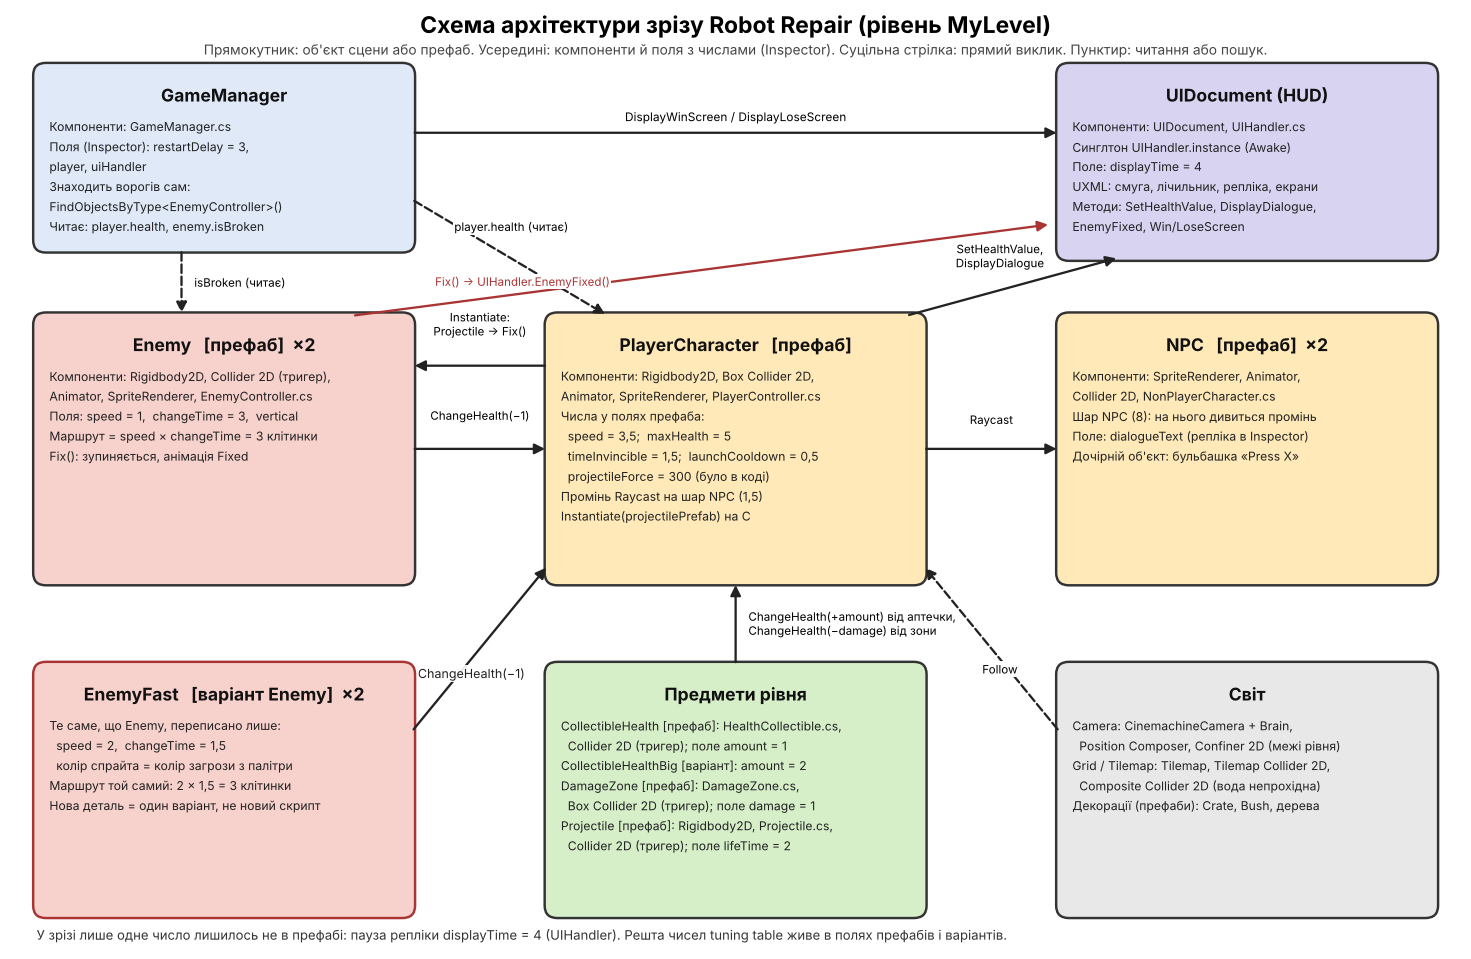 Схема архітектури зрізу Robot Repair (рівень MyLevel)
Прямокутник: об'єкт сцени або префаб. Усередині: компоненти й поля з числами (Inspector). Суцільна стрілка: прямий виклик. Пунктир: читання або пошук.
GameManager
Компоненти: GameManager.cs
Поля (Inspector): restartDelay = 3,
player, uiHandler
Знаходить ворогів сам:
FindObjectsByType<EnemyController>()
Читає: player.health, enemy.isBroken
DisplayWinScreen / DisplayLoseScreen
UIDocument (HUD)
Компоненти: UIDocument, UIHandler.cs
Синглтон UIHandler.instance (Awake)
Поле: displayTime = 4
UXML: смуга, лічильник, репліка, екрани
Методи: SetHealthValue, DisplayDialogue,
EnemyFixed, Win/LoseScreen
player.health (читає)
isBroken (читає)
Fix() → UIHandler.EnemyFixed()
SetHealthValue,
DisplayDialogue
Enemy [префаб] ×2
Компоненти: Rigidbody2D, Collider 2D (тригер),
Animator, SpriteRenderer, EnemyController.cs
Поля: speed = 1, changeTime = 3, vertical
Маршрут = speed × changeTime = 3 клітинки
Fix(): зупиняється, анімація Fixed
Instantiate:
Projectile → Fix()
ChangeHealth(−1)
PlayerCharacter [префаб]
Компоненти: Rigidbody2D, Box Collider 2D,
Animator, SpriteRenderer, PlayerController.cs
Числа у полях префаба:
speed = 3,5; maxHealth = 5
timeInvincible = 1,5; launchCooldown = 0,5
projectileForce = 300 (було в коді)
Промінь Raycast на шар NPC (1,5)
Instantiate(projectilePrefab) на C
Raycast
NPC [префаб] ×2
Компоненти: SpriteRenderer, Animator,
Collider 2D, NonPlayerCharacter.cs
Шар NPC (8): на нього дивиться промінь
Поле: dialogueText (репліка в Inspector)
Дочірній об'єкт: бульбашка «Press X»
ChangeHealth(−1)
ChangeHealth(+amount) від аптечки,
ChangeHealth(−damage) від зони
Follow
EnemyFast [варіант Enemy] ×2
Те саме, що Enemy, переписано лише:
speed = 2, changeTime = 1,5
колір спрайта = колір загрози з палітри
Маршрут той самий: 2 × 1,5 = 3 клітинки
Нова деталь = один варіант, не новий скрипт
Предмети рівня
CollectibleHealth [префаб]: HealthCollectible.cs,
Collider 2D (тригер); поле amount = 1
CollectibleHealthBig [варіант]: amount = 2
DamageZone [префаб]: DamageZone.cs,
Box Collider 2D (тригер); поле damage = 1
Projectile [префаб]: Rigidbody2D, Projectile.cs,
Collider 2D (тригер); поле lifeTime = 2
Світ
Camera: CinemachineCamera + Brain,
Position Composer, Confiner 2D (межі рівня)
Grid / Tilemap: Tilemap, Tilemap Collider 2D,
Composite Collider 2D (вода непрохідна)
Декорації (префаби): Crate, Bush, дерева
У зрізі лише одне число лишилось не в префабі: пауза репліки displayTime = 4 (UIHandler). Решта чисел tuning table живе в полях префабів і варіантів.